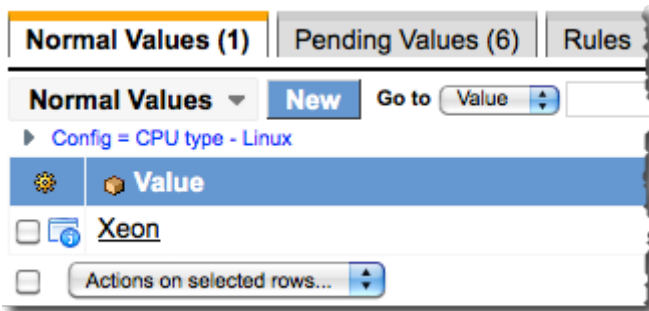 Normal Values (1) Pending Values (6) Rules
Normal Values New Go to Value
Config = CPU type - Linux
Value
Xeon
Actions on selected rows...